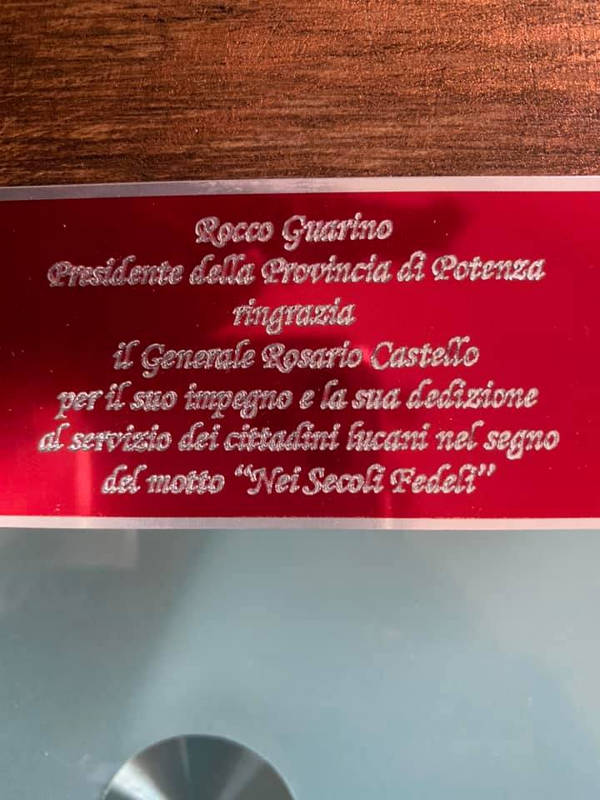 Rocco Guarino
Presidente della Provincia di Potenza
ringrazia
il Generale Rosario Castello
per il suo impegno e la sua dedizione
al servizio dei cittadini lucani nel segno
del motto “Nei Secoli Fedeli”